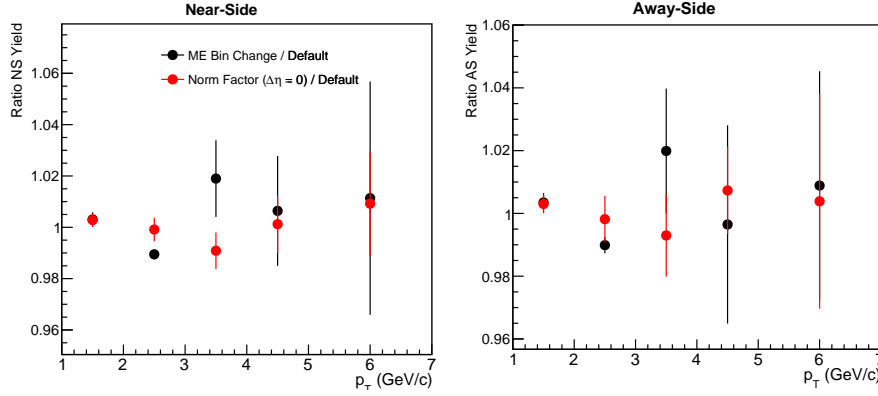 Near-Side
Ratio NS Yield
1.06
1.04
1.02
1
0.98
0.96
ME Bin Change / Default
Norm Factor (Δη = 0) / Default
1 2 3 4 5 6 7
p_T (GeV/c)
Away-Side
Ratio AS Yield
1.06
1.04
1.02
1
0.98
0.96
1 2 3 4 5 6 7
p_T (GeV/c)